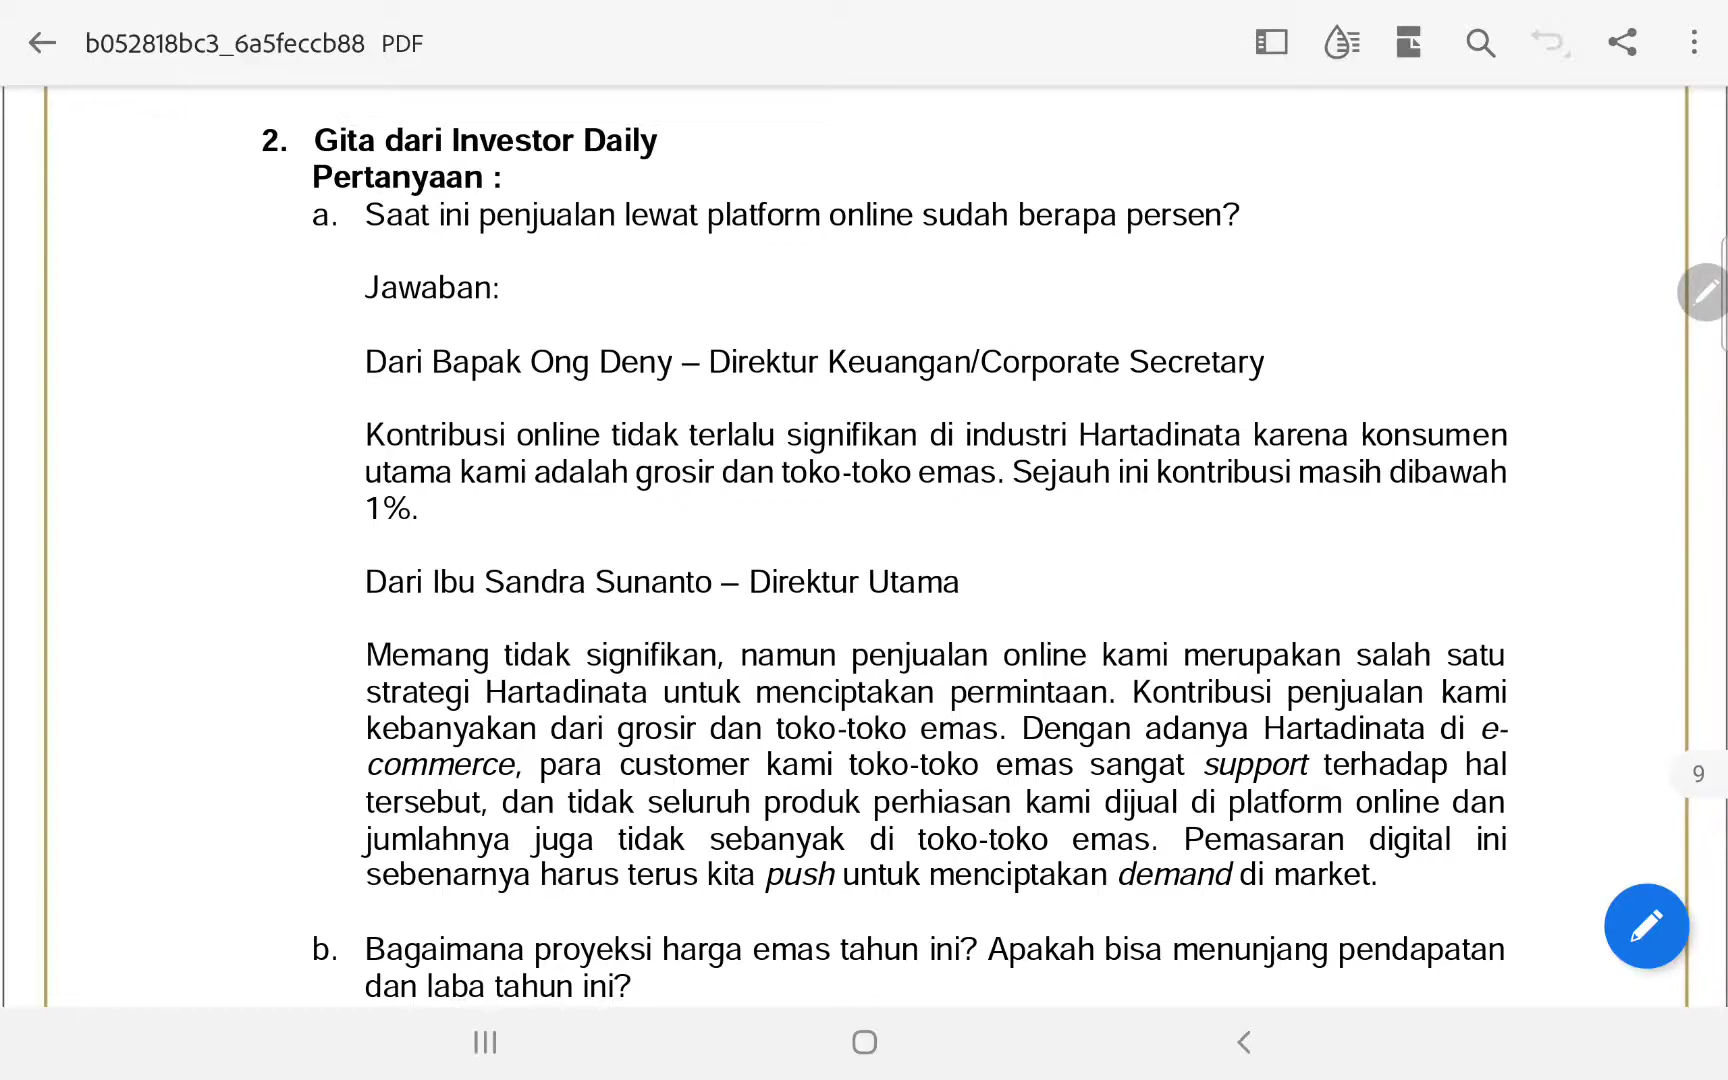 b052818bc3_6a5feccb88 PDF
2. Gita dari Investor Daily
Pertanyaan :
a. Saat ini penjualan lewat platform online sudah berapa persen?
Jawaban:
Dari Bapak Ong Deny – Direktur Keuangan/Corporate Secretary
Kontribusi online tidak terlalu signifikan di industri Hartadinata karena konsumen
utama kami adalah grosir dan toko-toko emas. Sejauh ini kontribusi masih dibawah
1%.
Dari Ibu Sandra Sunanto – Direktur Utama
Memang tidak signifikan, namun penjualan online kami merupakan salah satu
strategi Hartadinata untuk menciptakan permintaan. Kontribusi penjualan kami
kebanyakan dari grosir dan toko-toko emas. Dengan adanya Hartadinata di e-
commerce, para customer kami toko-toko emas sangat support terhadap hal
tersebut, dan tidak seluruh produk perhiasan kami dijual di platform online dan
jumlahnya juga tidak sebanyak di toko-toko emas. Pemasaran digital ini
sebenarnya harus terus kita push untuk menciptakan demand di market.
9
b. Bagaimana proyeksi harga emas tahun ini? Apakah bisa menunjang pendapatan
dan laba tahun ini?